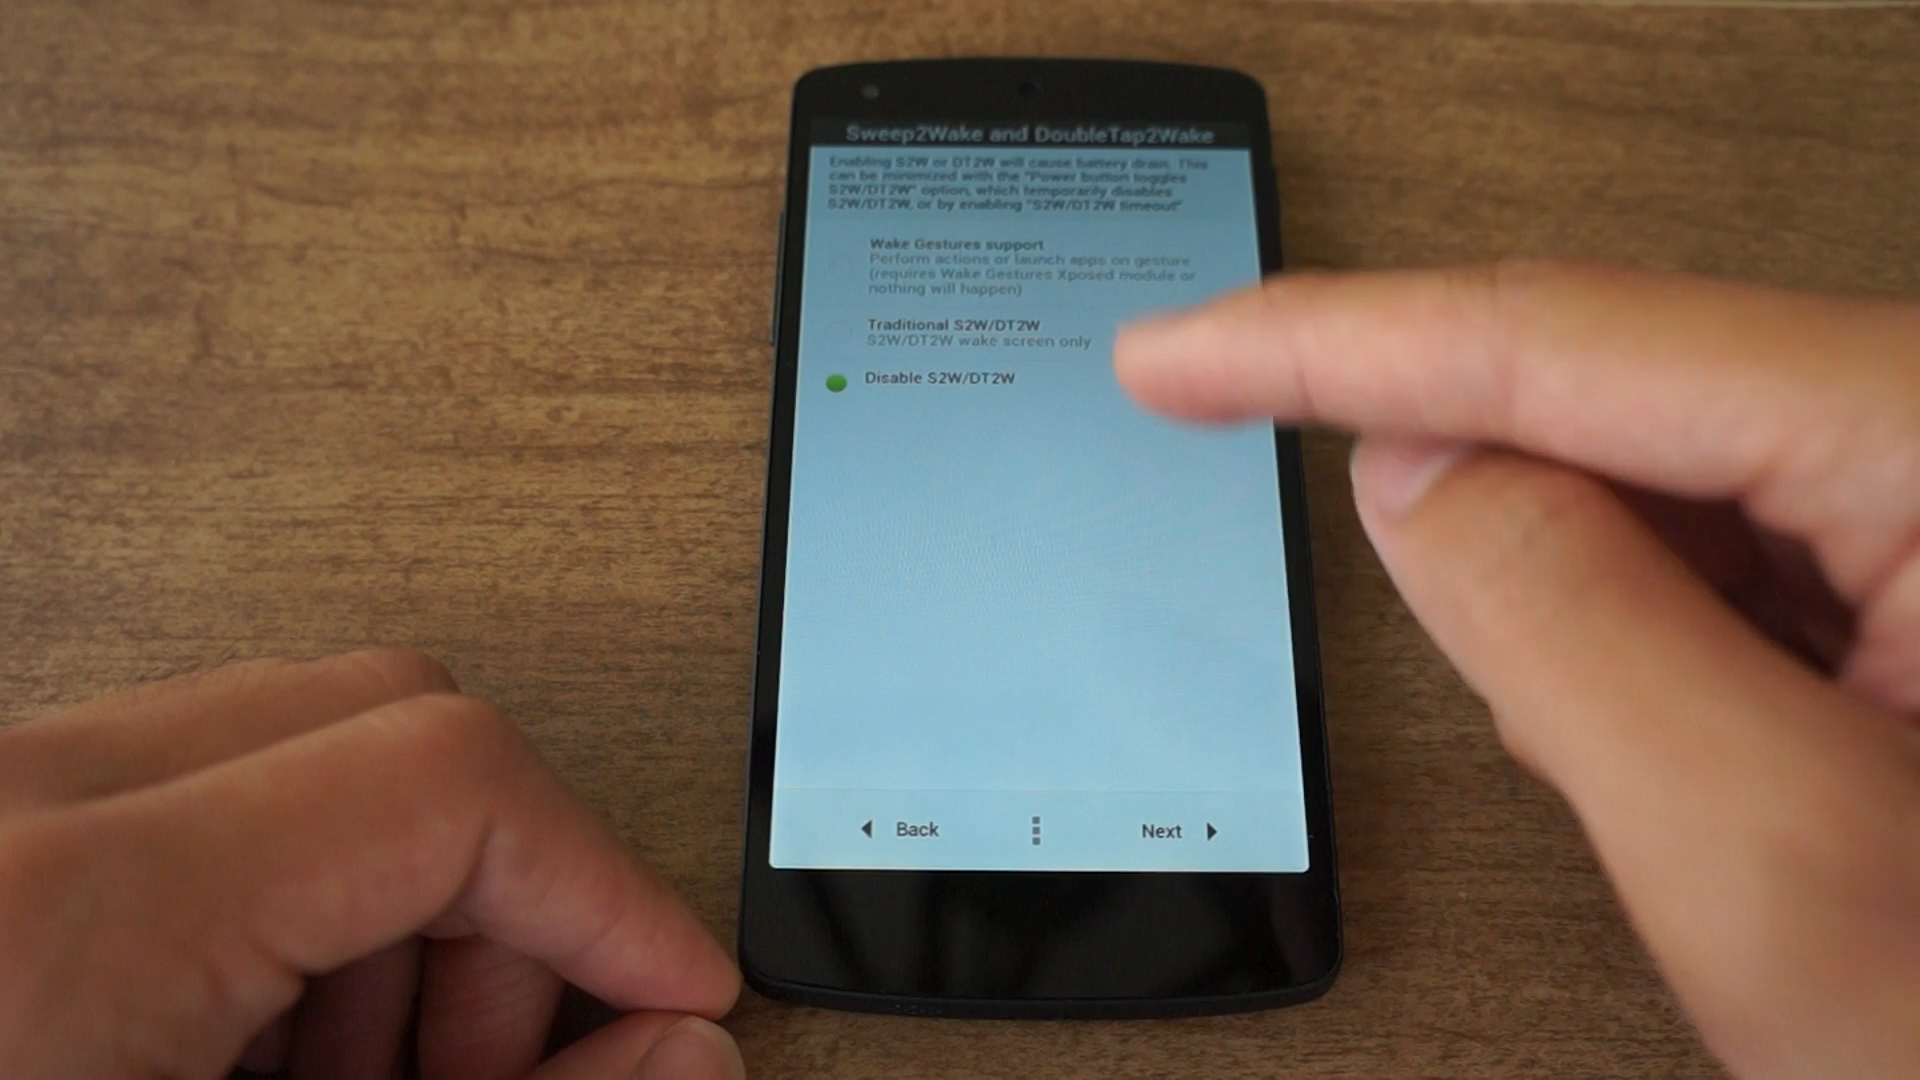 Sweep2Wake and DoubleTap2Wake
Enabling S2W or DT2W will cause battery drain. This
can be minimized with the "Power button toggles
S2W/DT2W" option, which temporarily disables
S2W/DT2W, or by enabling "S2W/DT2W timeout"
Wake Gestures support
Perform actions or launch apps on gesture
(requires Wake Gestures Xposed module or
nothing will happen)
Traditional S2W/DT2W
S2W/DT2W wake screen only
Disable S2W/DT2W
Back
Next